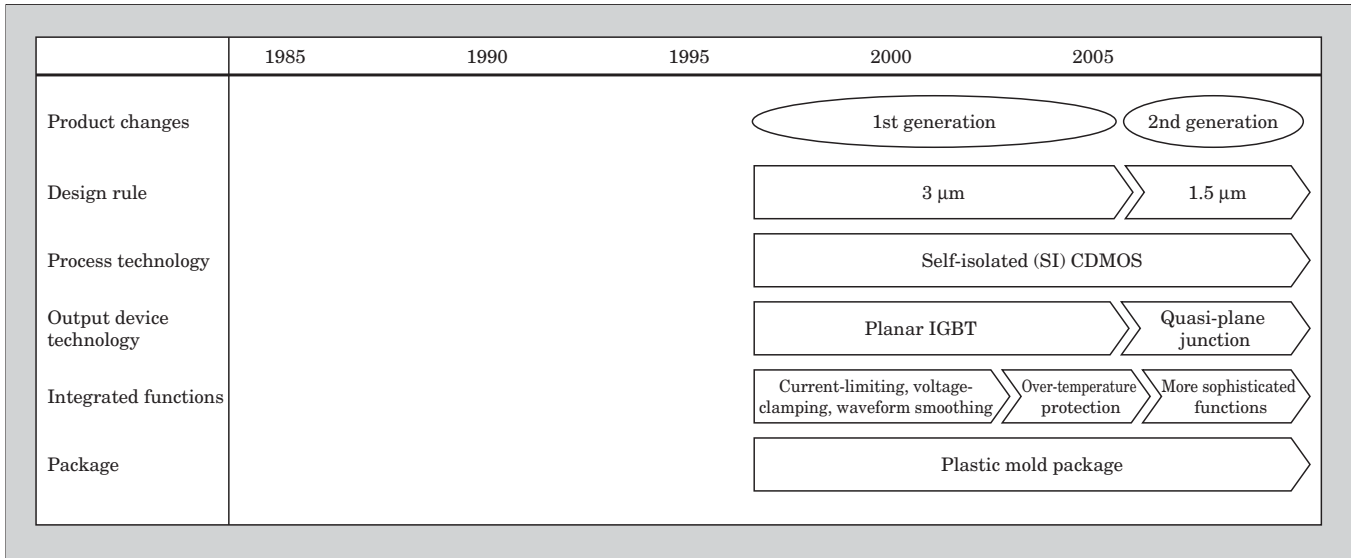 1985 1990 1995 2000 2005
Product changes
1st generation
2nd generation
Design rule
3 μm
1.5 μm
Process technology
Self-isolated (SI) CDMOS
Output device
technology
Planar IGBT
Quasi-plane
junction
Integrated functions
Current-limiting, voltage-
clamping, waveform smoothing
Over-temperature
protection
More sophisticated
functions
Package
Plastic mold package